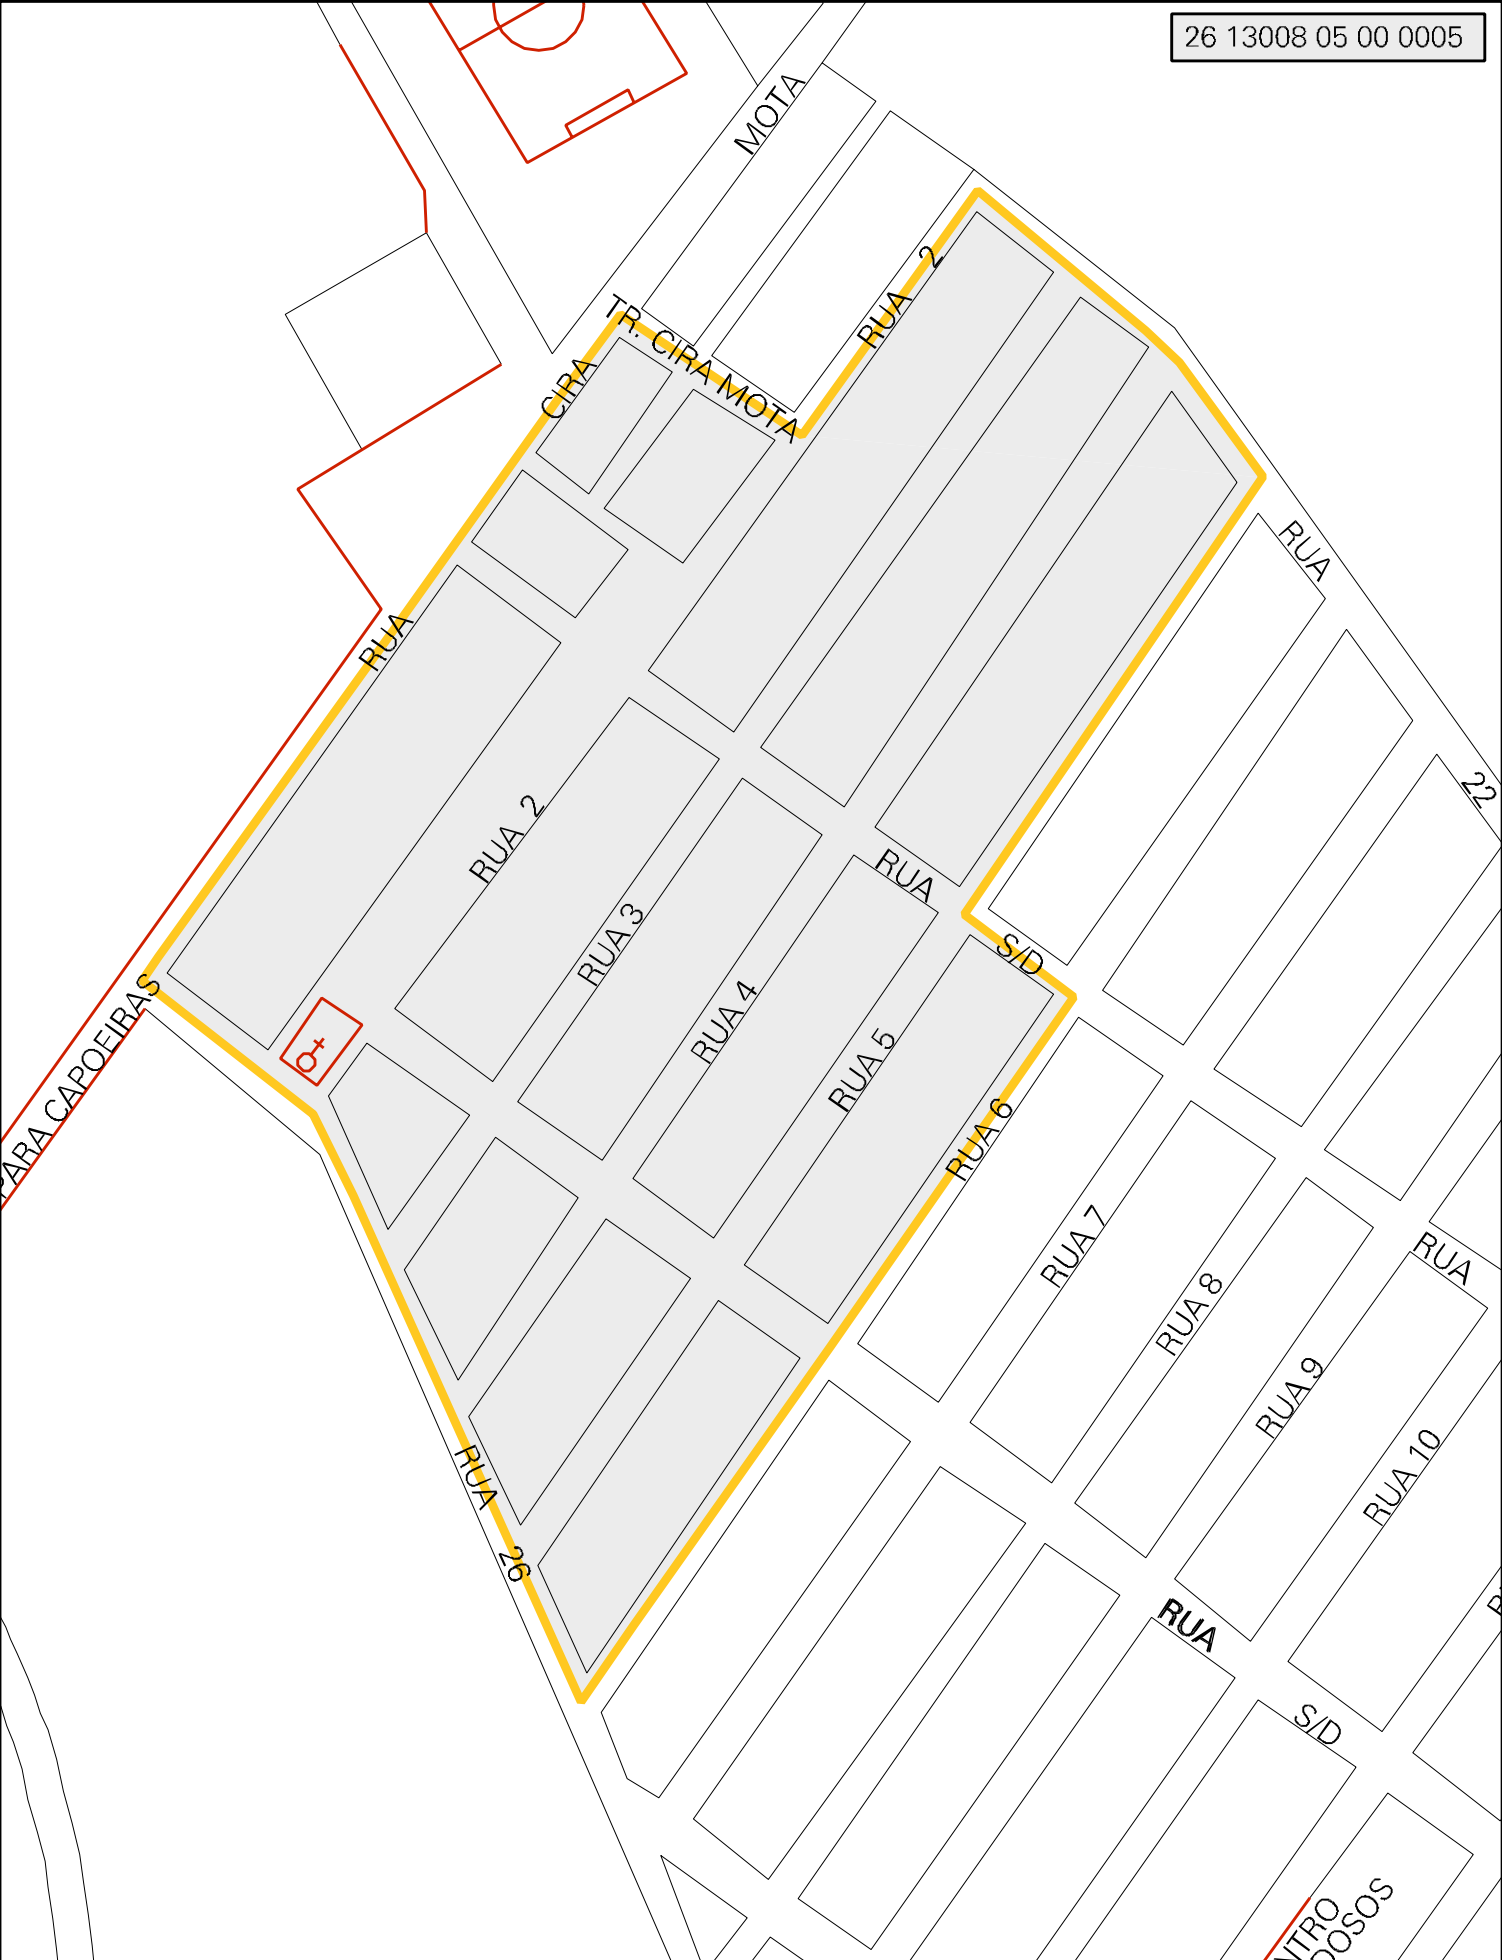 26 13008 05 00 0005
MOTA
RUA 2
TR. CIRA MOTA
CIRA
RUA
RUA
22
RUA 2
RUA
RUA 3
S/D
RUA 4
RUA 5
PARA CAPOEIRAS
RUA 6
RUA 7
RUA
RUA 8
RUA 9
RUA 10
RUA
26
RUA
S/D